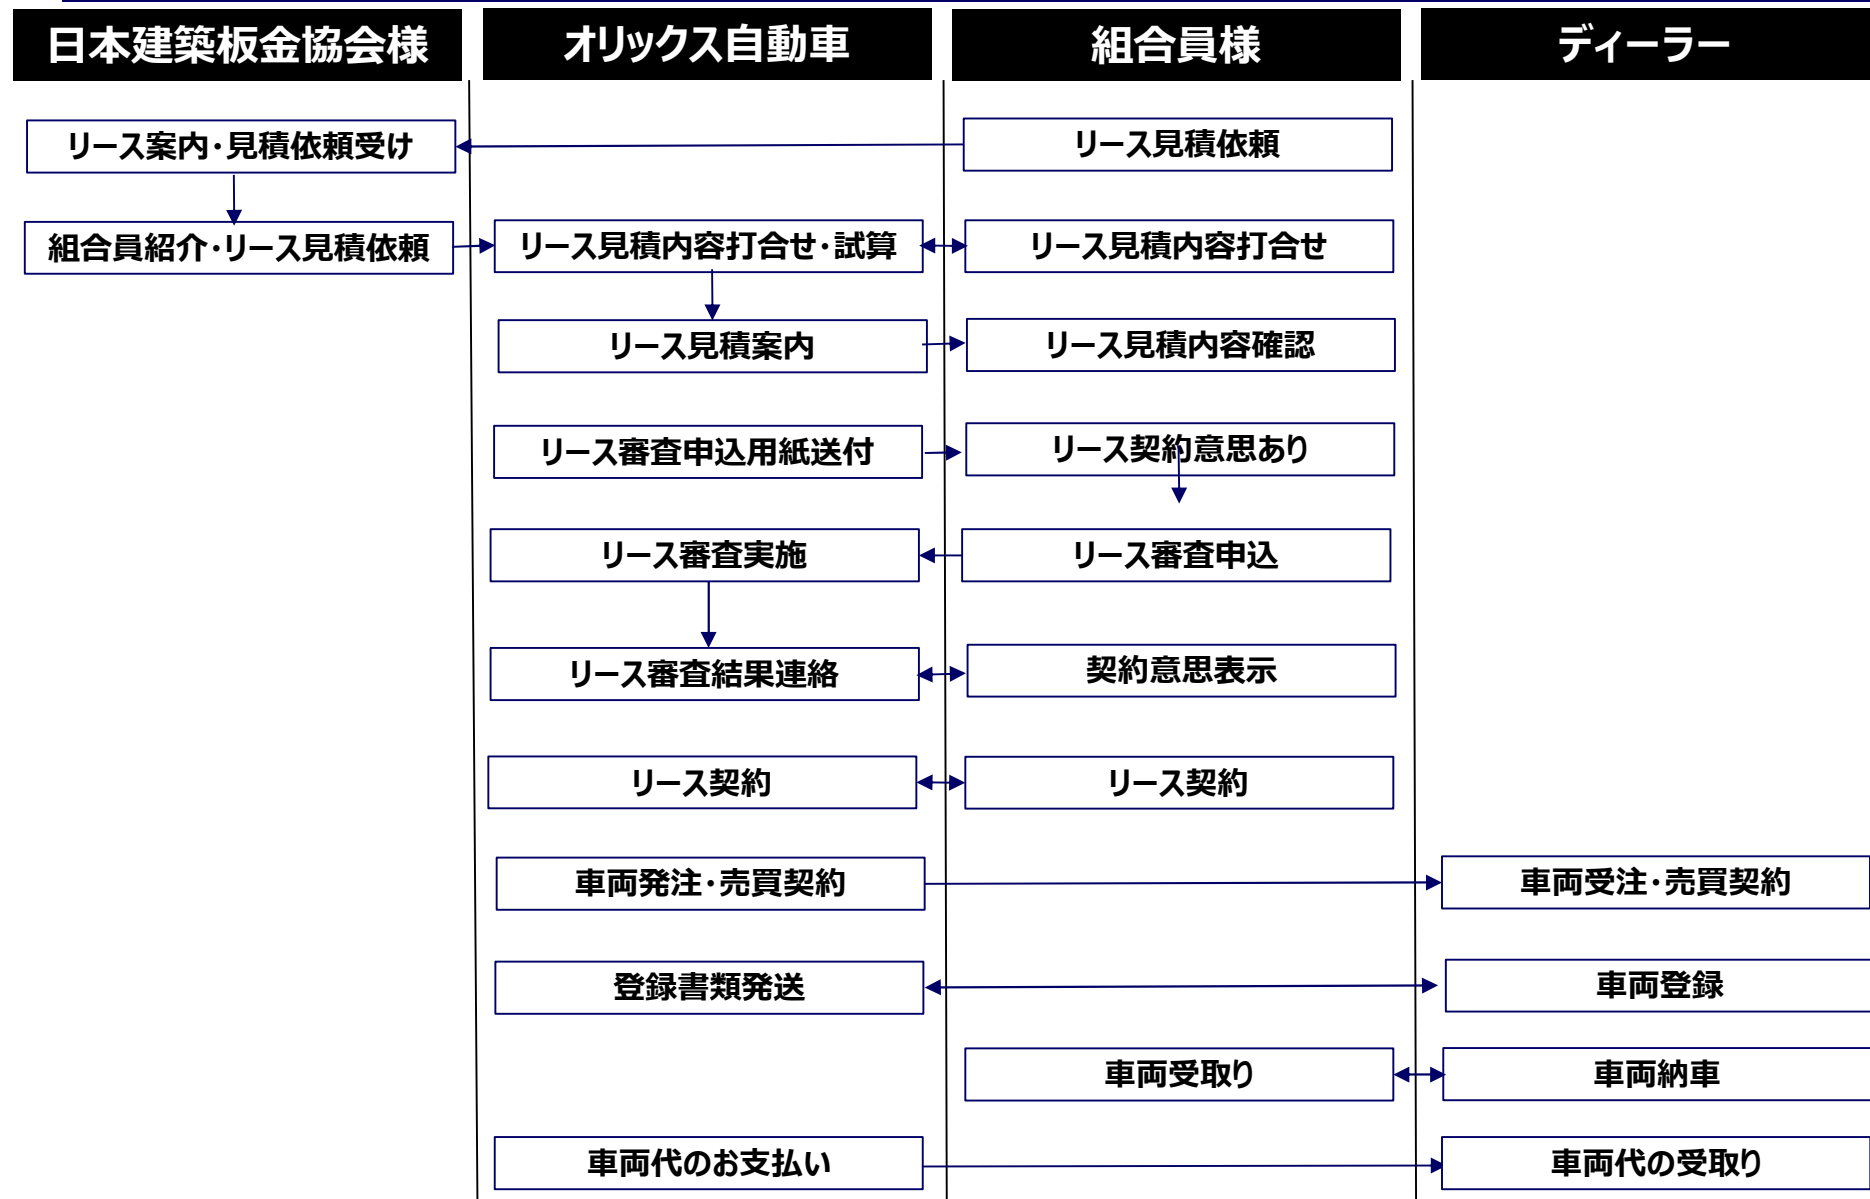 日本建築板金協会様
オリックス自動車
組合員様
ディーラー
リース案内・見積依頼受け
リース見積依頼
組合員紹介・リース見積依頼
リース見積内容打合せ・試算
リース見積内容打合せ
リース見積案内
リース見積内容確認
リース審査申込用紙送付
リース契約意思あり
リース審査実施
リース審査申込
リース審査結果連絡
契約意思表示
リース契約
リース契約
車両発注・売買契約
車両受注・売買契約
登録書類発送
車両登録
車両受取り
車両納車
車両代のお支払い
車両代の受取り